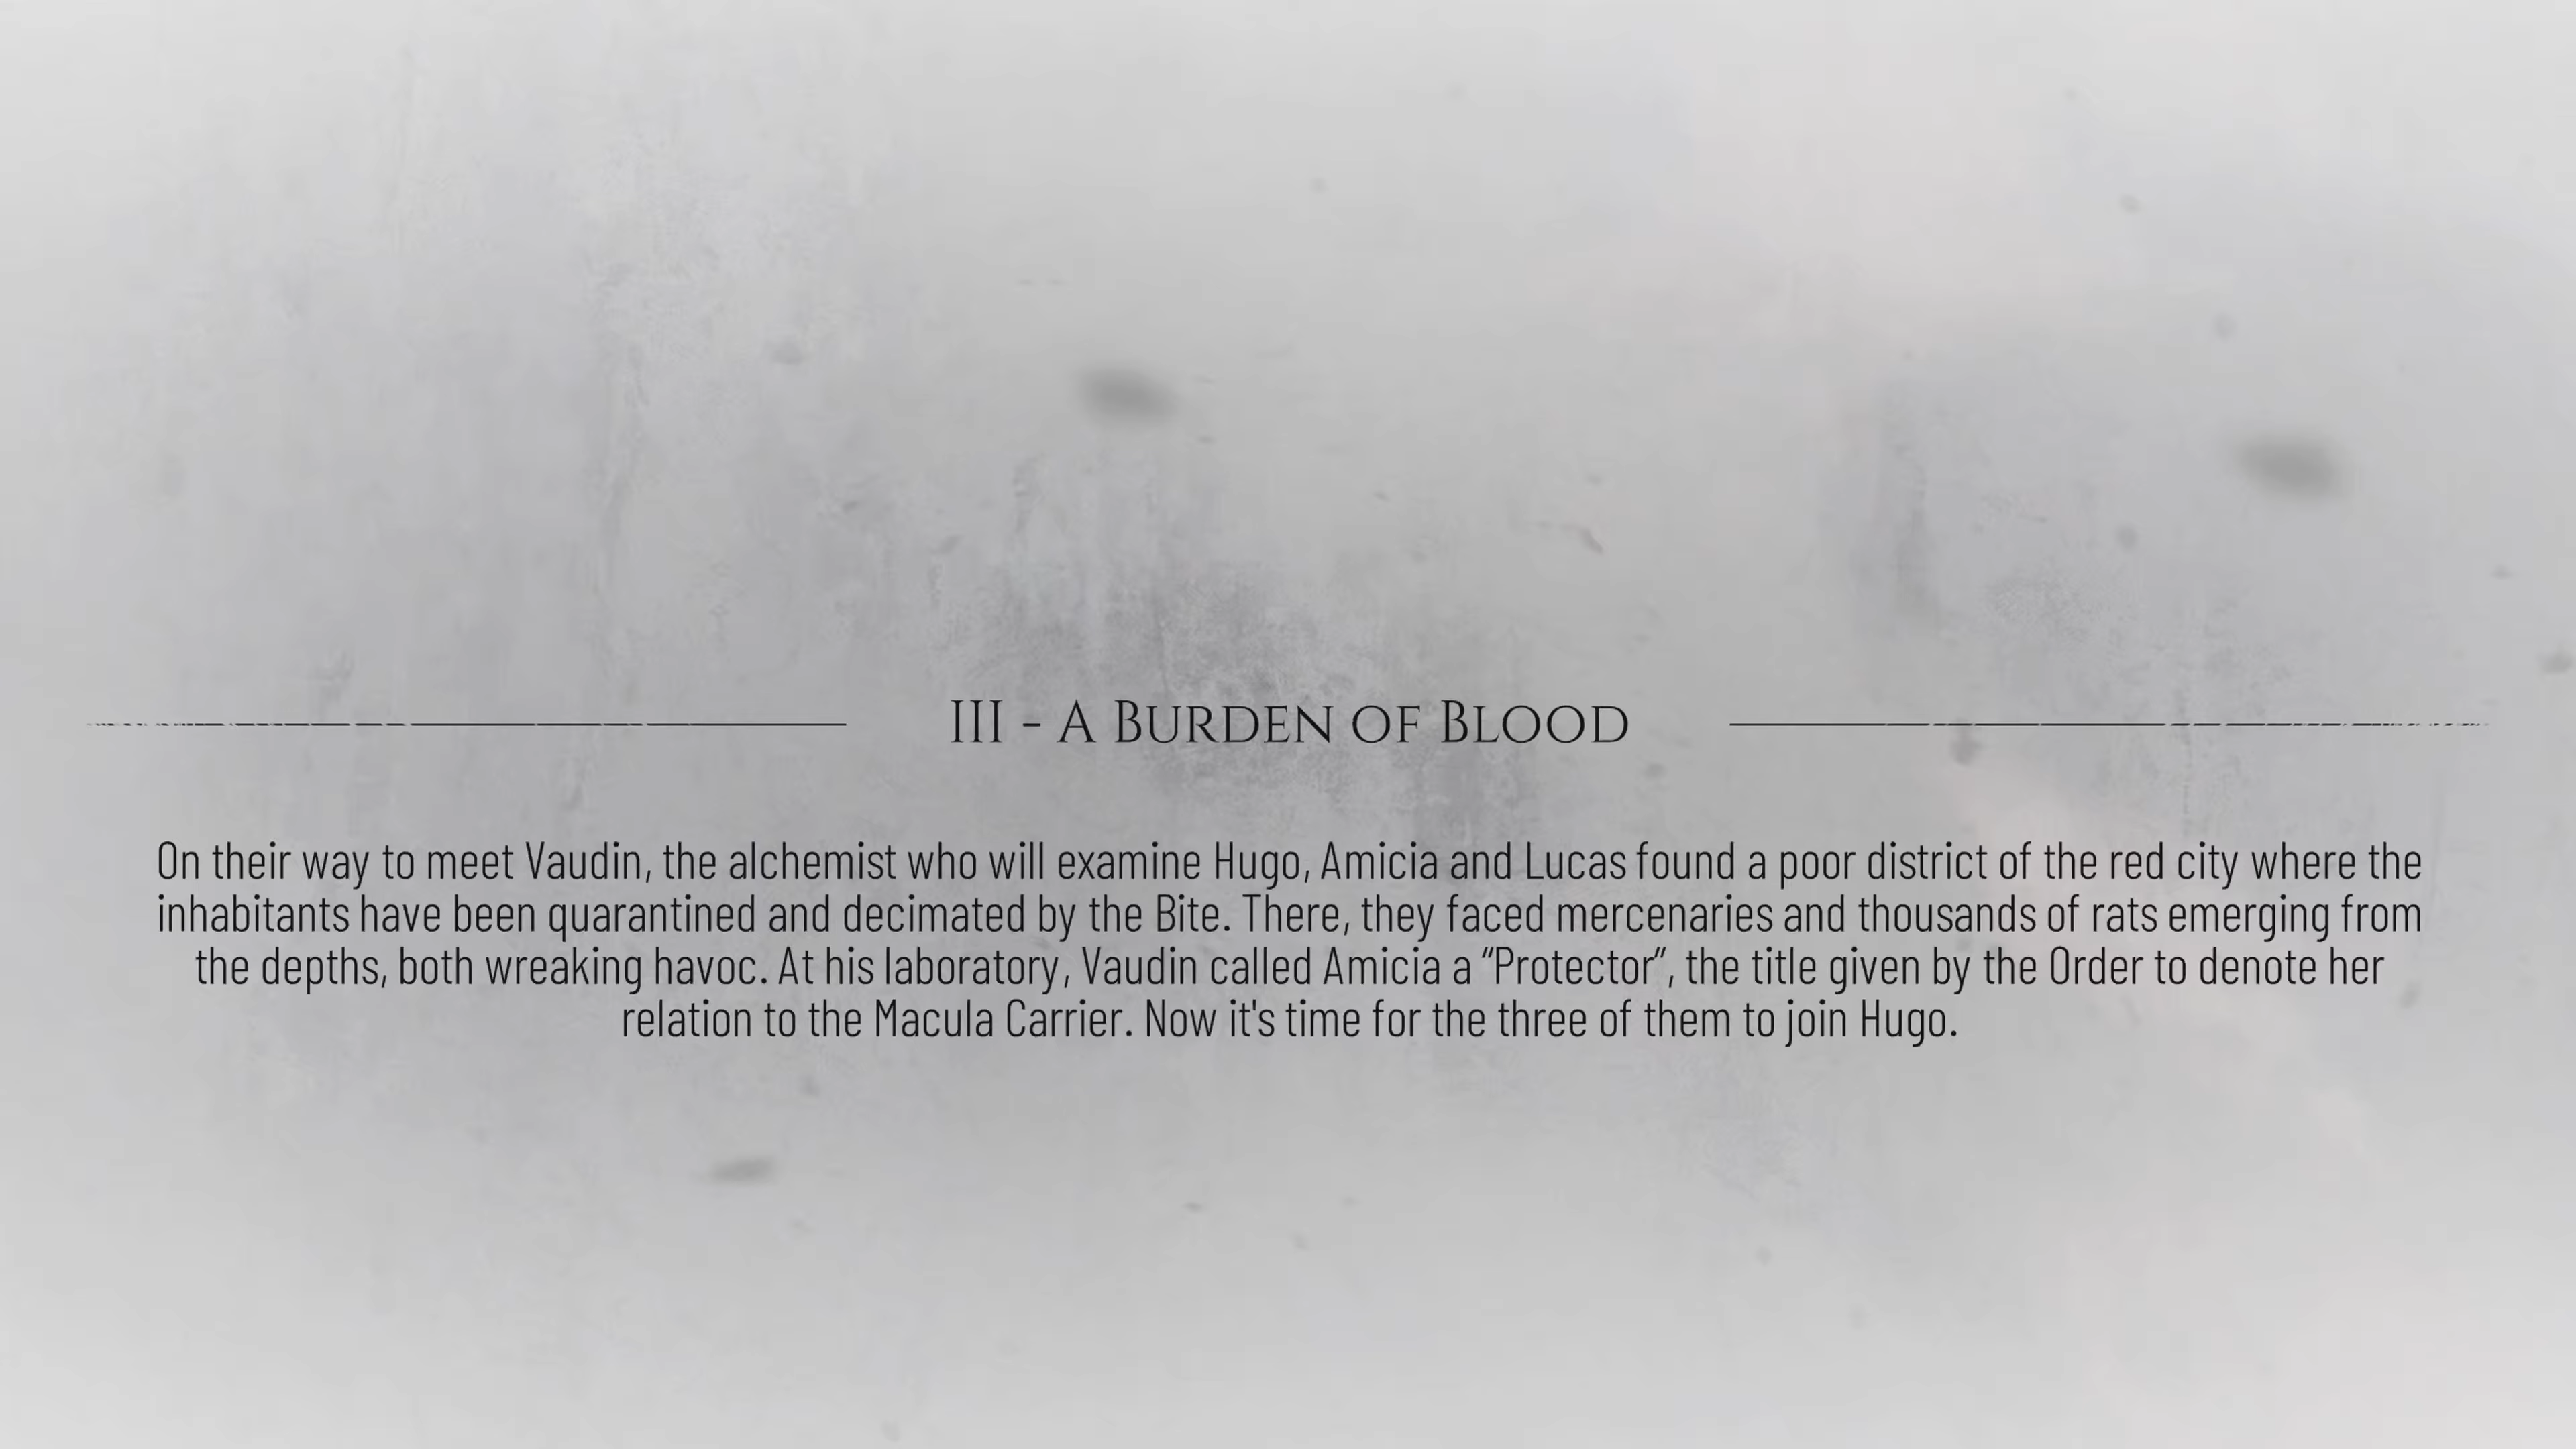 III - A Burden of Blood
On their way to meet Vaudin, the alchemist who will examine Hugo, Amicia and Lucas found a poor district of the red city where the
inhabitants have been quarantined and decimated by the Bite. There, they faced mercenaries and thousands of rats emerging from
the depths, both wreaking havoc. At his laboratory, Vaudin called Amicia a “Protector”, the title given by the Order to denote her
relation to the Macula Carrier. Now it's time for the three of them to join Hugo.